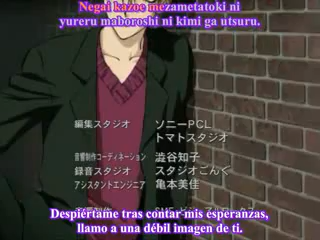 Negai kazoe mezametatoki ni
yureru maboroshi ni kimi ga utsuru.
編集スタジオ ソニーPCL
トマトスタジオ
音響制作コーディネーション 澁谷知子
録音スタジオ スタジオごんぐ
アシスタントエンジニア 亀本美佳
Despiértame tras contar mis esperanzas,
llamo a una débil imagen de ti.